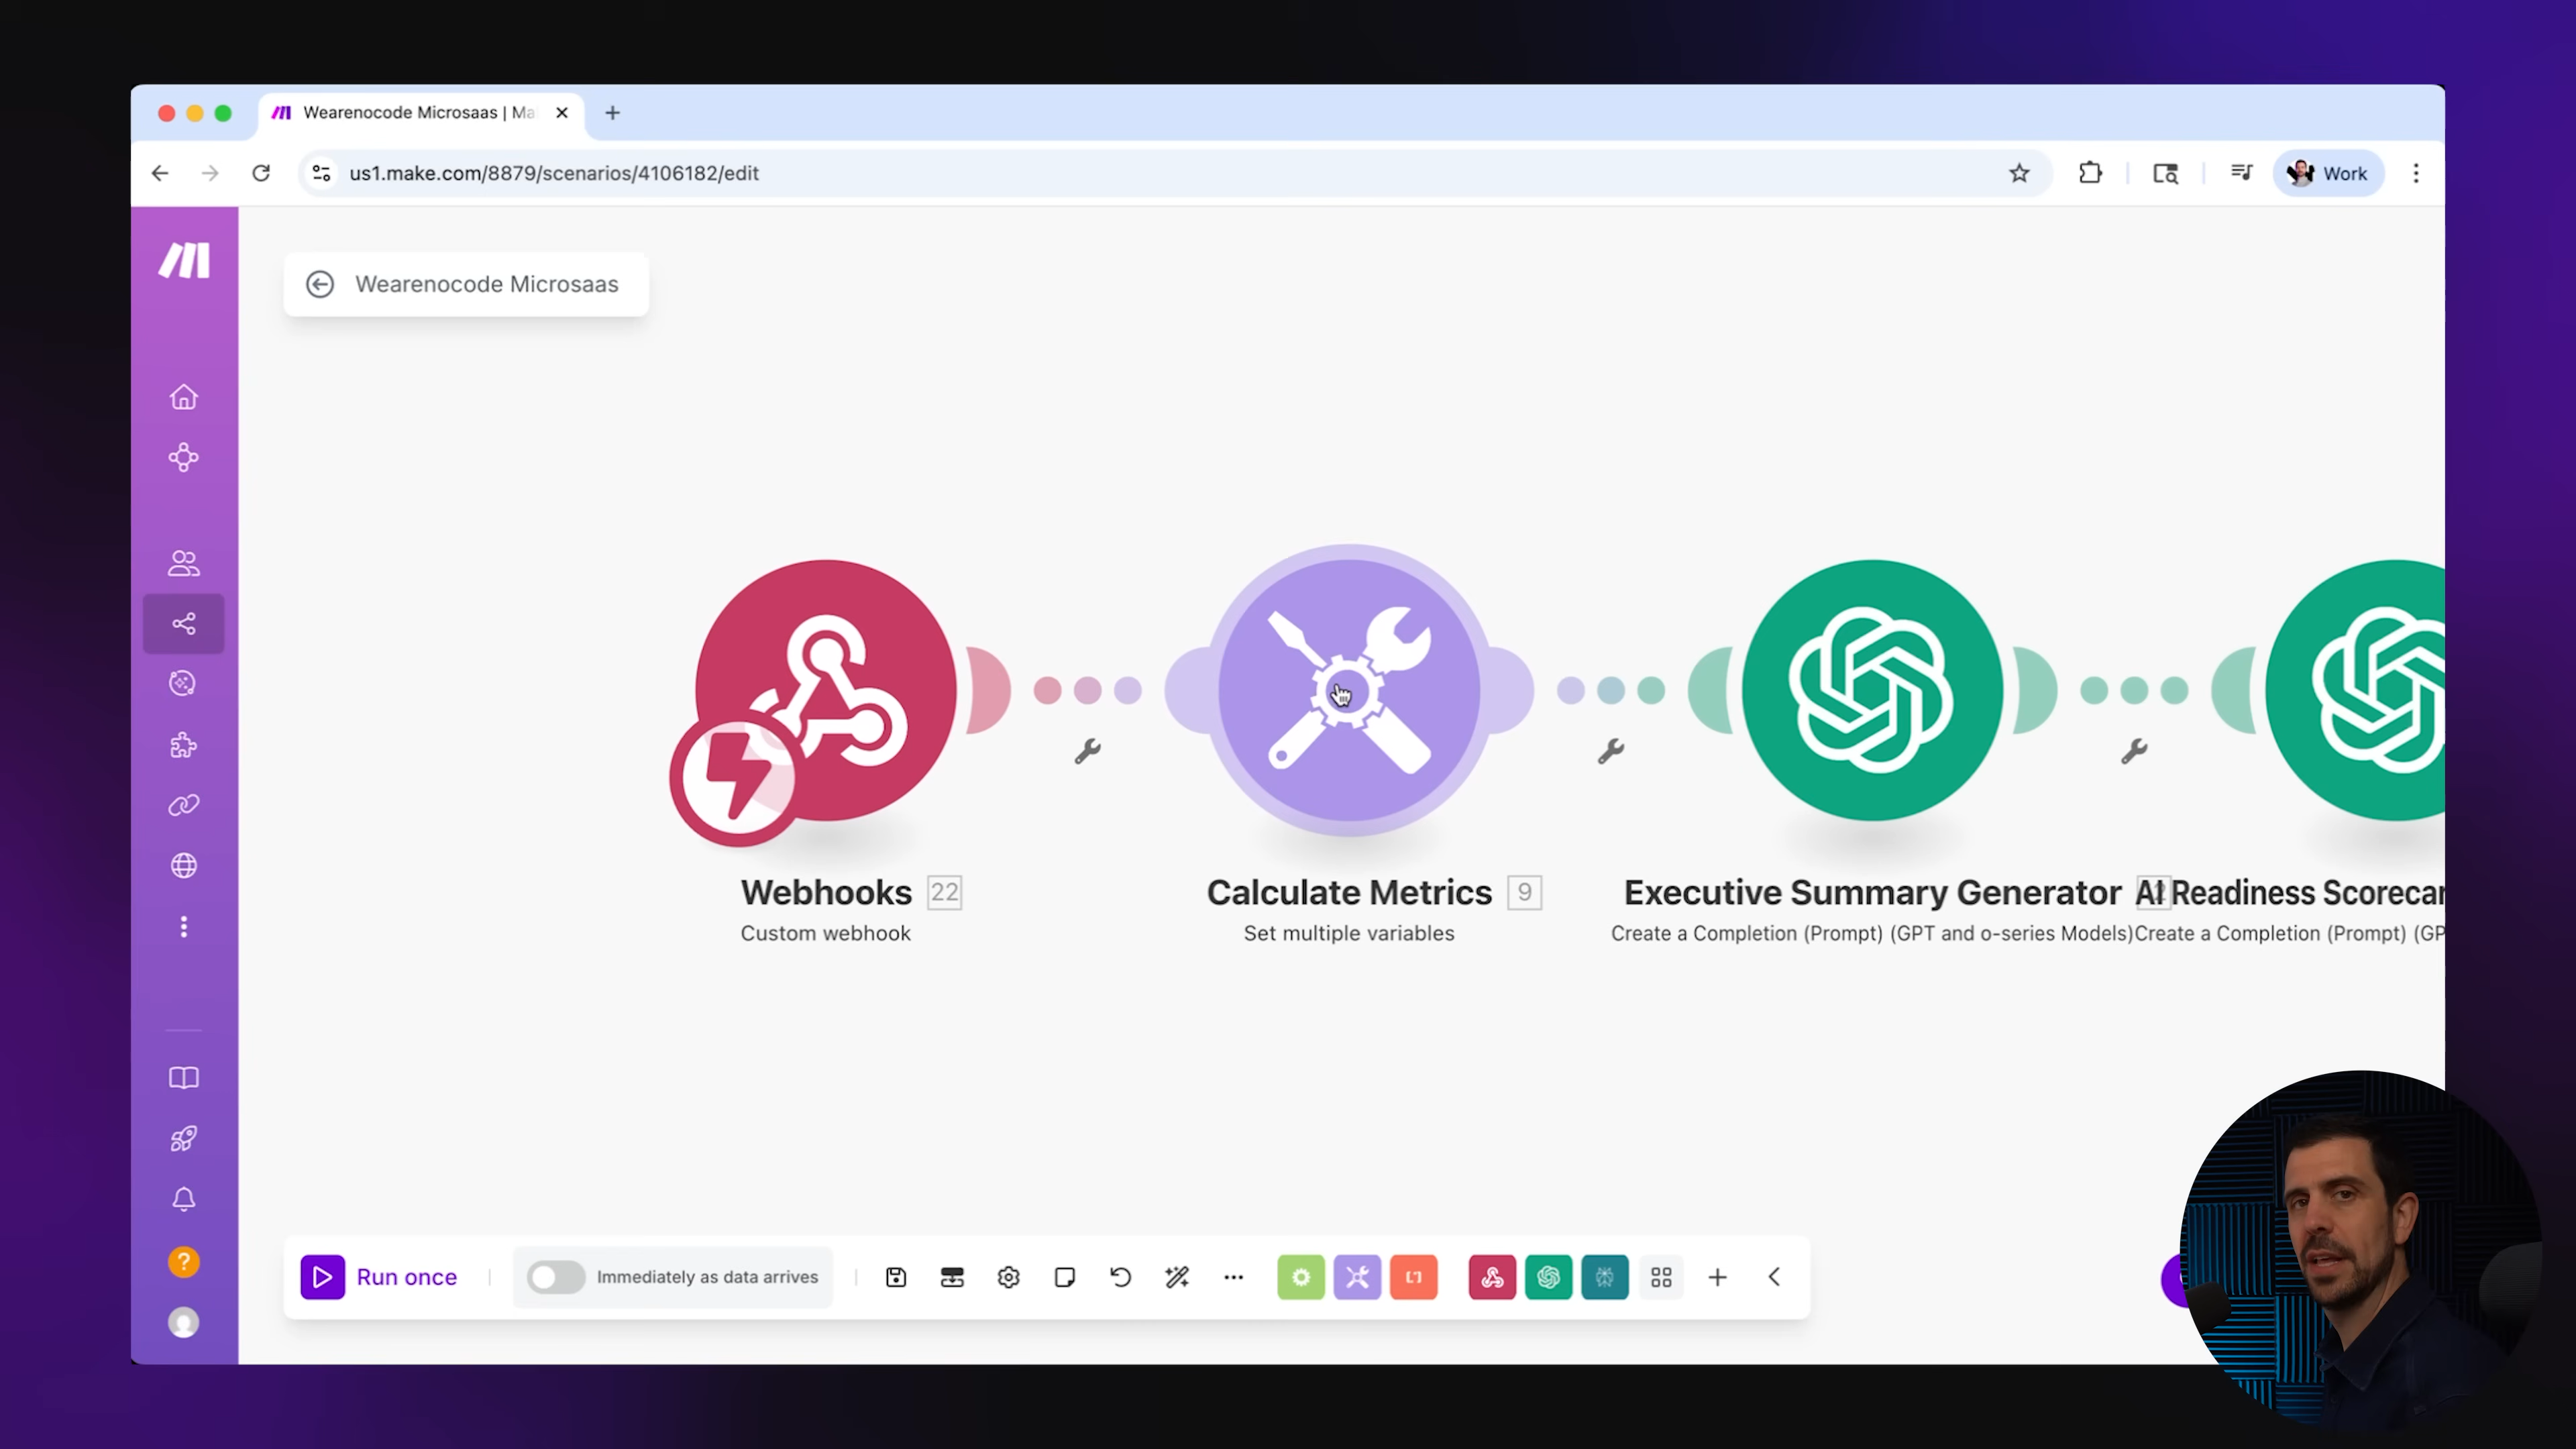 Wearenocode Microsaas | Ma
us1.make.com/8879/scenarios/4106182/edit
Work
Wearenocode Microsaas
Webhooks 22
Custom webhook
Calculate Metrics 9
Set multiple variables
Executive Summary Generator
Create a Completion (Prompt) (GPT and o-series Models)
AI Readiness Scorecar
Create a Completion (Prompt) (GP
?
Run once
Immediately as data arrives